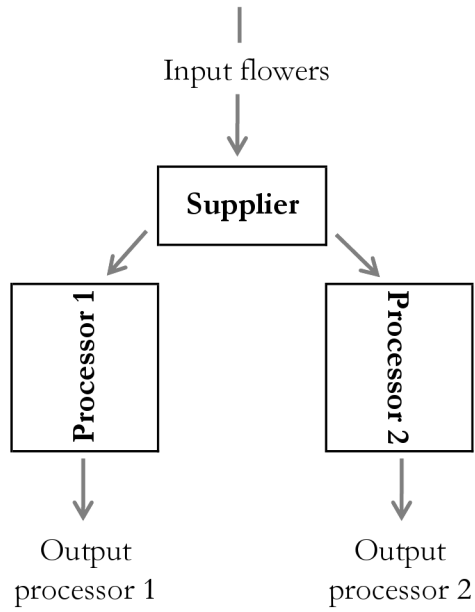 Input flowers
Supplier
Processor 1
Processor 2
Output
processor 1
Output
processor 2